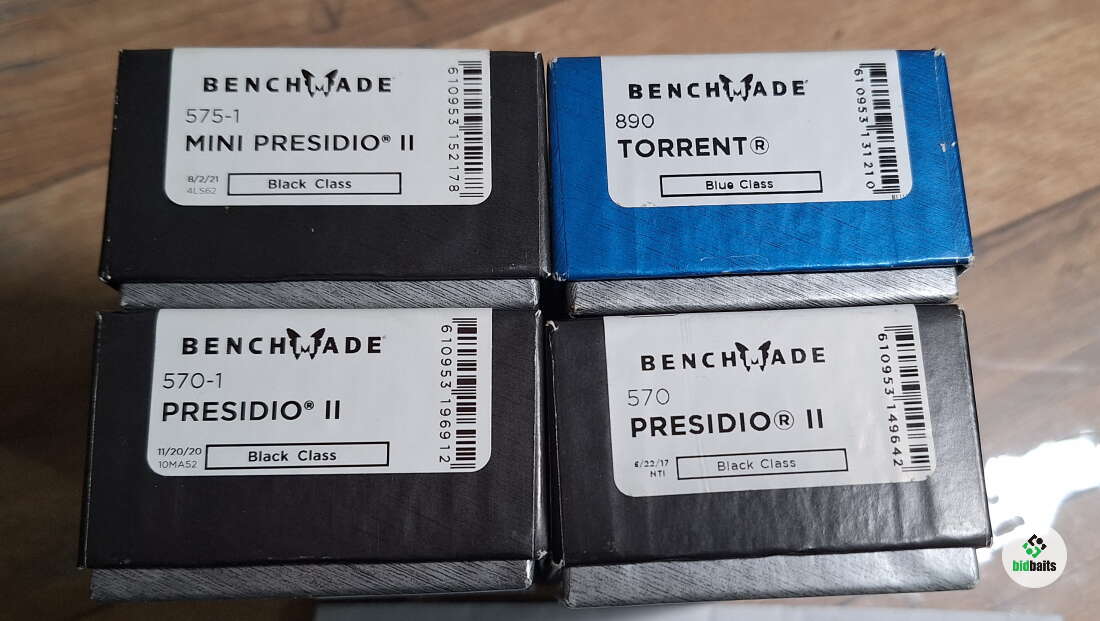 BENCHMADE
575-1
MINI PRESIDIO® II
8/2/21
4LS62
Black Class
610953 152178
BENCHMADE
890
TORRENT®
Blue Class
610953 131210
BENCHMADE
570-1
PRESIDIO® II
11/20/20
10MA52
Black Class
610953 196912
BENCHMADE
570
PRESIDIO® II
/22/17
NTI
Black Class
610953 149642
bidbaits